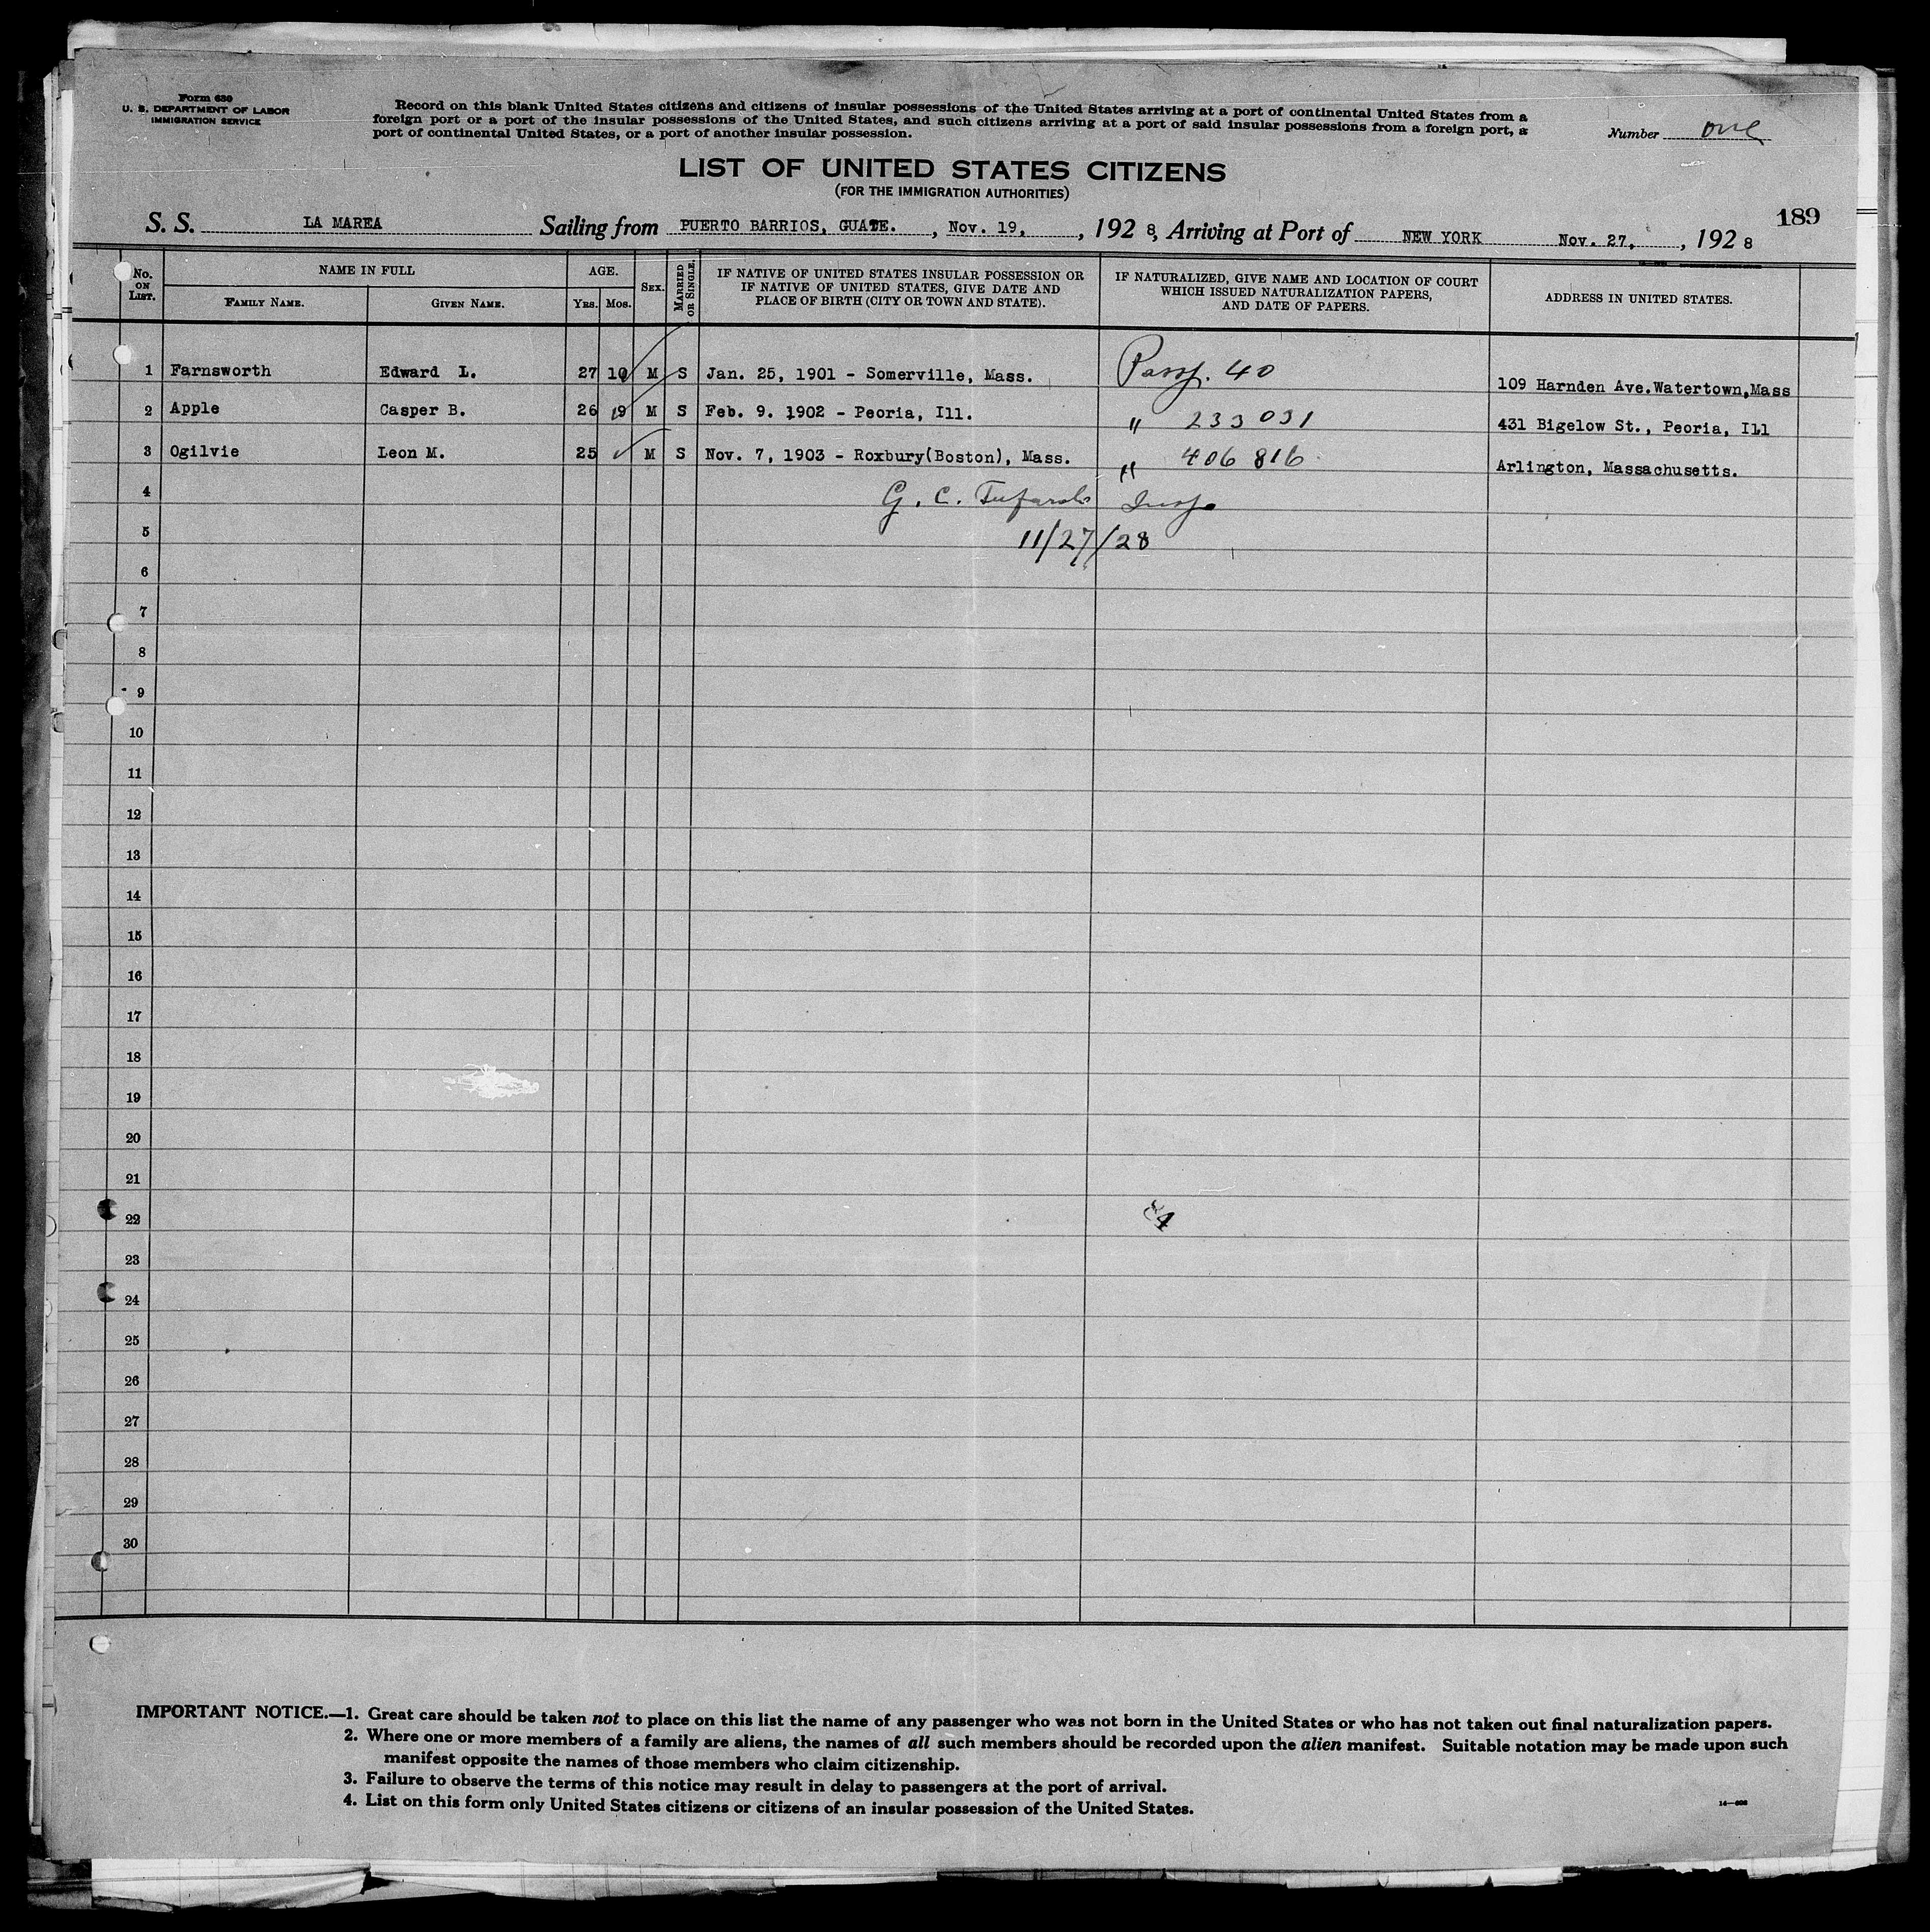 Form 630
U. S. DEPARTMENT OF LABOR
IMMIGRATION SERVICE
Record on this blank United States citizens and citizens of insular possessions of the United States arriving at a port of continental United States from a
foreign port or a port of the insular possessions of the United States, and such citizens arriving at a port of said insular possessions from a foreign port, a
port of continental United States, or a port of another insular possession.
Number one
LIST OF UNITED STATES CITIZENS
(FOR THE IMMIGRATION AUTHORITIES)
189
S. S. LA MAREA Sailing from PUERTO BARRIOS, GUATE. , Nov. 19, , 1928, Arriving at Port of NEW YORK Nov. 27, , 1928
No. ON LIST. NAME IN FULL AGE. SEX. MARRIED OR SINGLE. IF NATIVE OF UNITED STATES INSULAR POSSESSION OR IF NATIVE OF UNITED STATES, GIVE DATE AND PLACE OF BIRTH (CITY OR TOWN AND STATE). IF NATURALIZED, GIVE NAME AND LOCATION OF COURT WHICH ISSUED NATURALIZATION PAPERS, AND DATE OF PAPERS. ADDRESS IN UNITED STATES.
FAMILY NAME. GIVEN NAME. YRS. MOS.
1 Farnsworth Edward L. 27 10 M S Jan. 25, 1901 - Somerville, Mass. Passp. 40 109 Harnden Ave.Watertown,Mass
2 Apple Casper B. 26 9 M S Feb. 9. 1902 - Peoria, Ill. " 233031 431 Bigelow St., Peoria, Ill
3 Ogilvie Leon M. 25 M S Nov. 7, 1903 - Roxbury(Boston), Mass. " 406816 Arlington, Massachusetts.
4 G. C. Insp
5 11/27/28
6
7
8
9
10
11
12
13
14
15
16
17
18
19
20
21
22
23
24
25
26
27
28
29
30
IMPORTANT NOTICE.—1. Great care should be taken not to place on this list the name of any passenger who was not born in the United States or who has not taken out final naturalization papers.
2. Where one or more members of a family are aliens, the names of all such members should be recorded upon the alien manifest. Suitable notation may be made upon such
manifest opposite the names of those members who claim citizenship.
3. Failure to observe the terms of this notice may result in delay to passengers at the port of arrival.
4. List on this form only United States citizens or citizens of an insular possession of the United States.